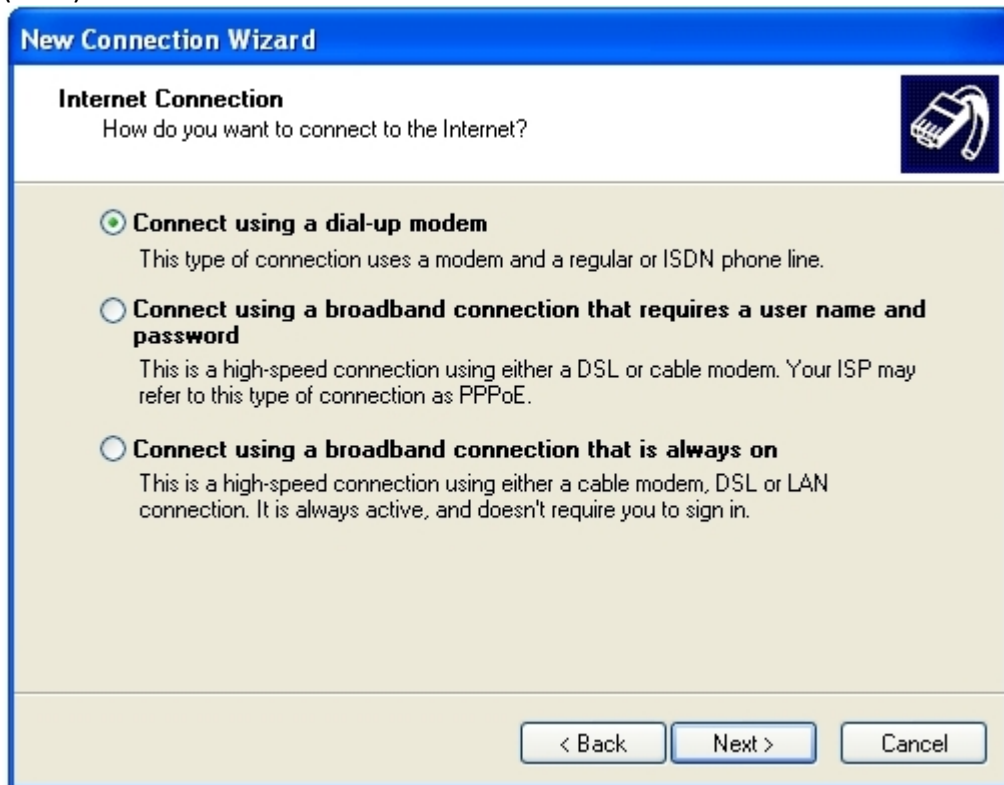 New Connection Wizard
Internet Connection
How do you want to connect to the Internet?
Connect using a dial-up modem
This type of connection uses a modem and a regular or ISDN phone line.
Connect using a broadband connection that requires a user name and
password
This is a high-speed connection using either a DSL or cable modem. Your ISP may
refer to this type of connection as PPPoE.
Connect using a broadband connection that is always on
This is a high-speed connection using either a cable modem, DSL or LAN
connection. It is always active, and doesn't require you to sign in.
< Back
Next >
Cancel